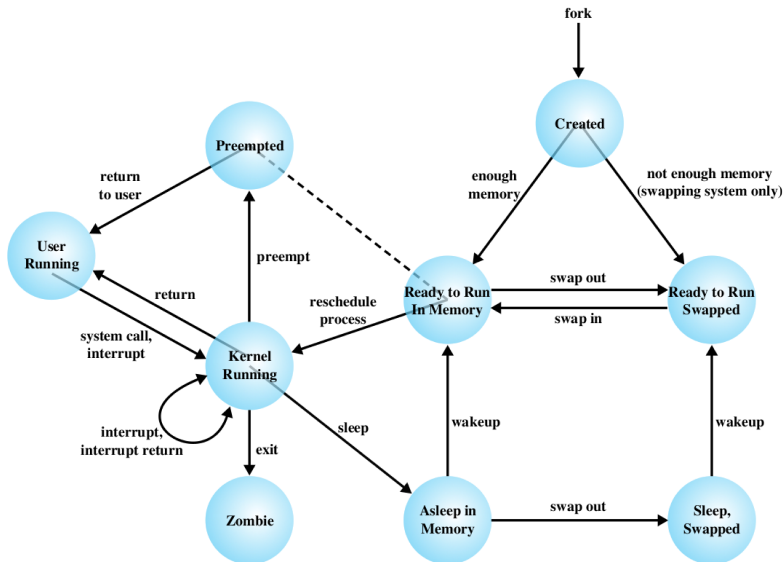 fork
Created
Preempted
return
to user
enough
memory
not enough memory
(swapping system only)
User
Running
preempt
return
reschedule
process
Ready to Run
In Memory
swap out
swap in
Ready to Run
Swapped
system call,
interrupt
Kernel
Running
interrupt,
interrupt return
sleep
wakeup
wakeup
exit
Zombie
Asleep in
Memory
swap out
Sleep,
Swapped